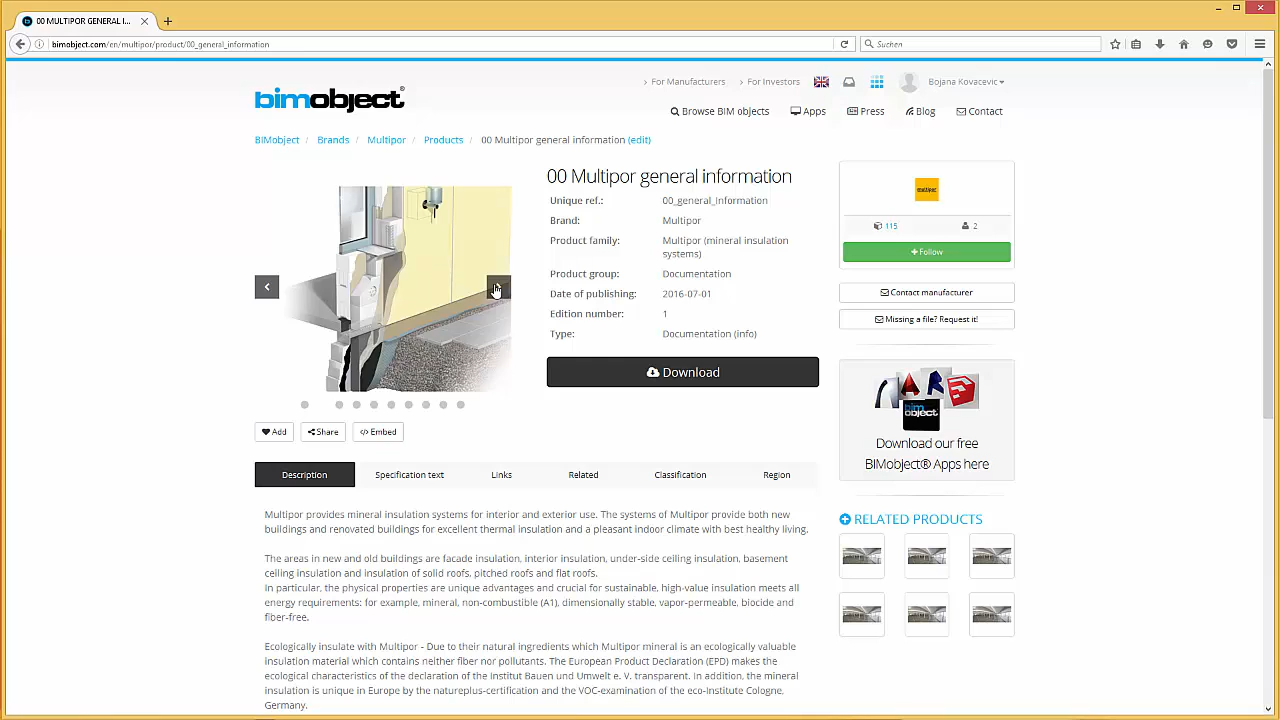 00 MULTIPOR GENERAL I...
bimobject.com/en/multipor/product/00_general_information
Suchen
For Manufacturers
For Investors
Bojana Kovacevic
bimobject®
Browse BIM objects
Apps
Press
Blog
Contact
BIMobject / Brands / Multipor / Products / 00 Multipor general information (edit)
00 Multipor general information
Unique ref.: 00_general_Information
Brand: Multipor
Product family: Multipor (mineral insulation
systems)
Product group: Documentation
Date of publishing: 2016-07-01
Edition number: 1
Type: Documentation (info)
Download
Add
Share
</> Embed
multipor
115
2
+ Follow
Contact manufacturer
Missing a file? Request it!
bim
object
Download our free
BIMobject® Apps here
RELATED PRODUCTS
Description
Specification text
Links
Related
Classification
Region
Multipor provides mineral insulation systems for interior and exterior use. The systems of Multipor provide both new
buildings and renovated buildings for excellent thermal insulation and a pleasant indoor climate with best healthy living.
The areas in new and old buildings are facade insulation, interior insulation, under-side ceiling insulation, basement
ceiling insulation and insulation of solid roofs, pitched roofs and flat roofs.
In particular, the physical properties are unique advantages and crucial for sustainable, high-value insulation meets all
energy requirements: for example, mineral, non-combustible (A1), dimensionally stable, vapor-permeable, biocide and
fiber-free.
Ecologically insulate with Multipor - Due to their natural ingredients which Multipor mineral is an ecologically valuable
insulation material which contains neither fiber nor pollutants. The European Product Declaration (EPD) makes the
ecological characteristics of the declaration of the Institut Bauen und Umwelt e. V. transparent. In addition, the mineral
insulation is unique in Europe by the natureplus-certification and the VOC-examination of the eco-Institute Cologne,
Germany.